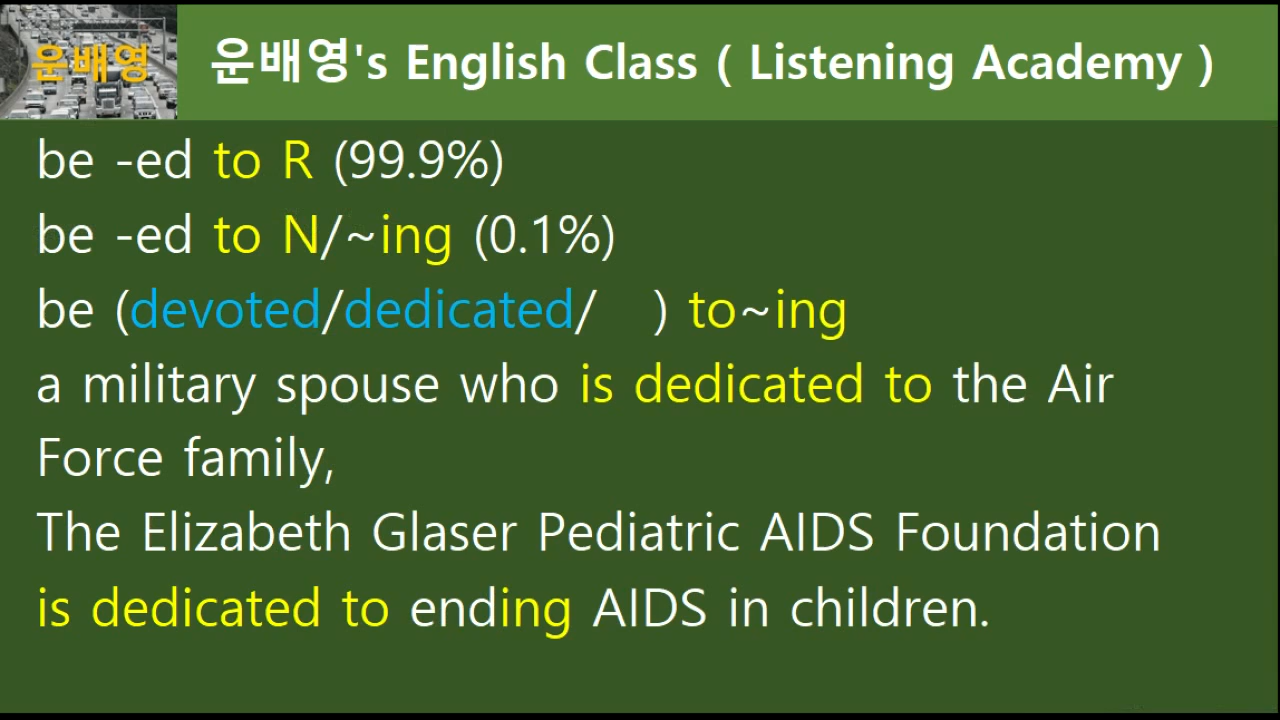 운배영
운배영's English Class ( Listening Academy )
be -ed to R (99.9%)
be -ed to N/~ing (0.1%)
be (devoted/dedicated/ ) to~ing
a military spouse who is dedicated to the Air
Force family,
The Elizabeth Glaser Pediatric AIDS Foundation
is dedicated to ending AIDS in children.